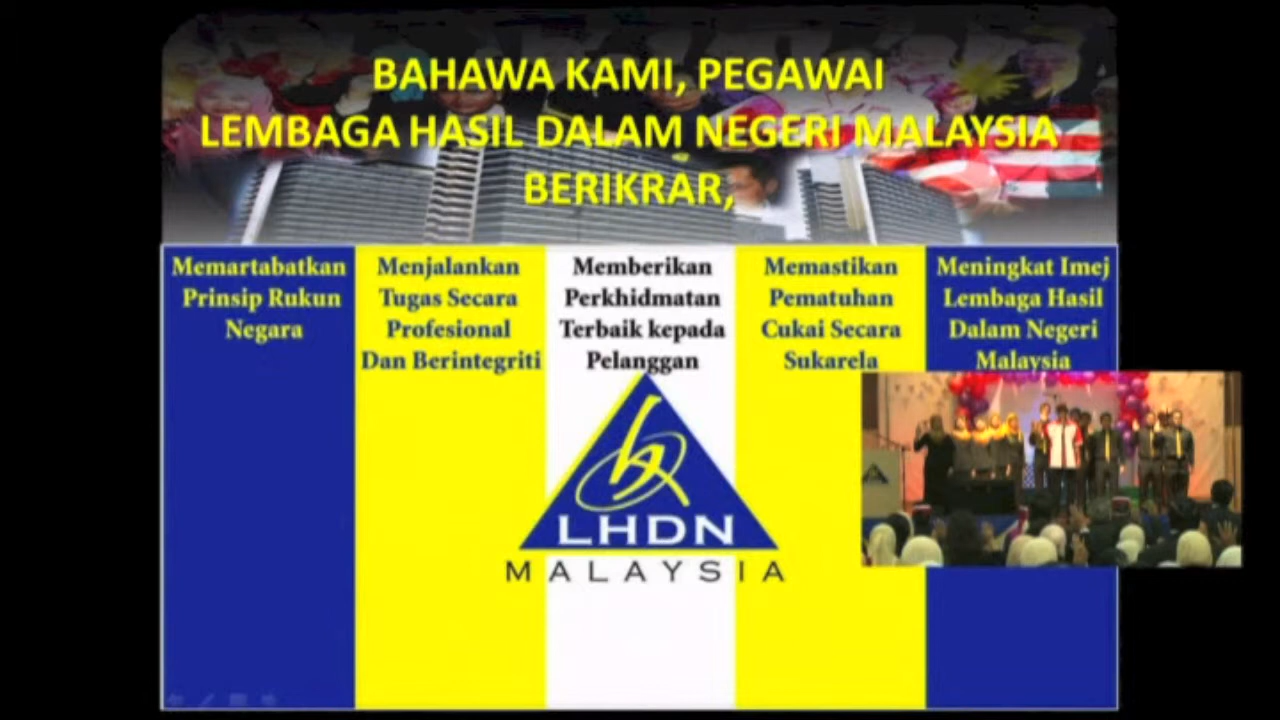 BAHAWA KAMI, PEGAWAI
LEMBAGA HASIL DALAM NEGERI MALAYSIA
BERIKRAR,
Memartabatkan
Prinsip Rukun
Negara
Menjalankan
Tugas Secara
Profesional
Dan Berintegriti
Memberikan
Perkhidmatan
Terbaik kepada
Pelanggan
Memastikan
Pematuhan
Cukai Secara
Sukarela
Meningkat Imej
Lembaga Hasil
Dalam Negeri
Malaysia
LHDN
MALAYSIA